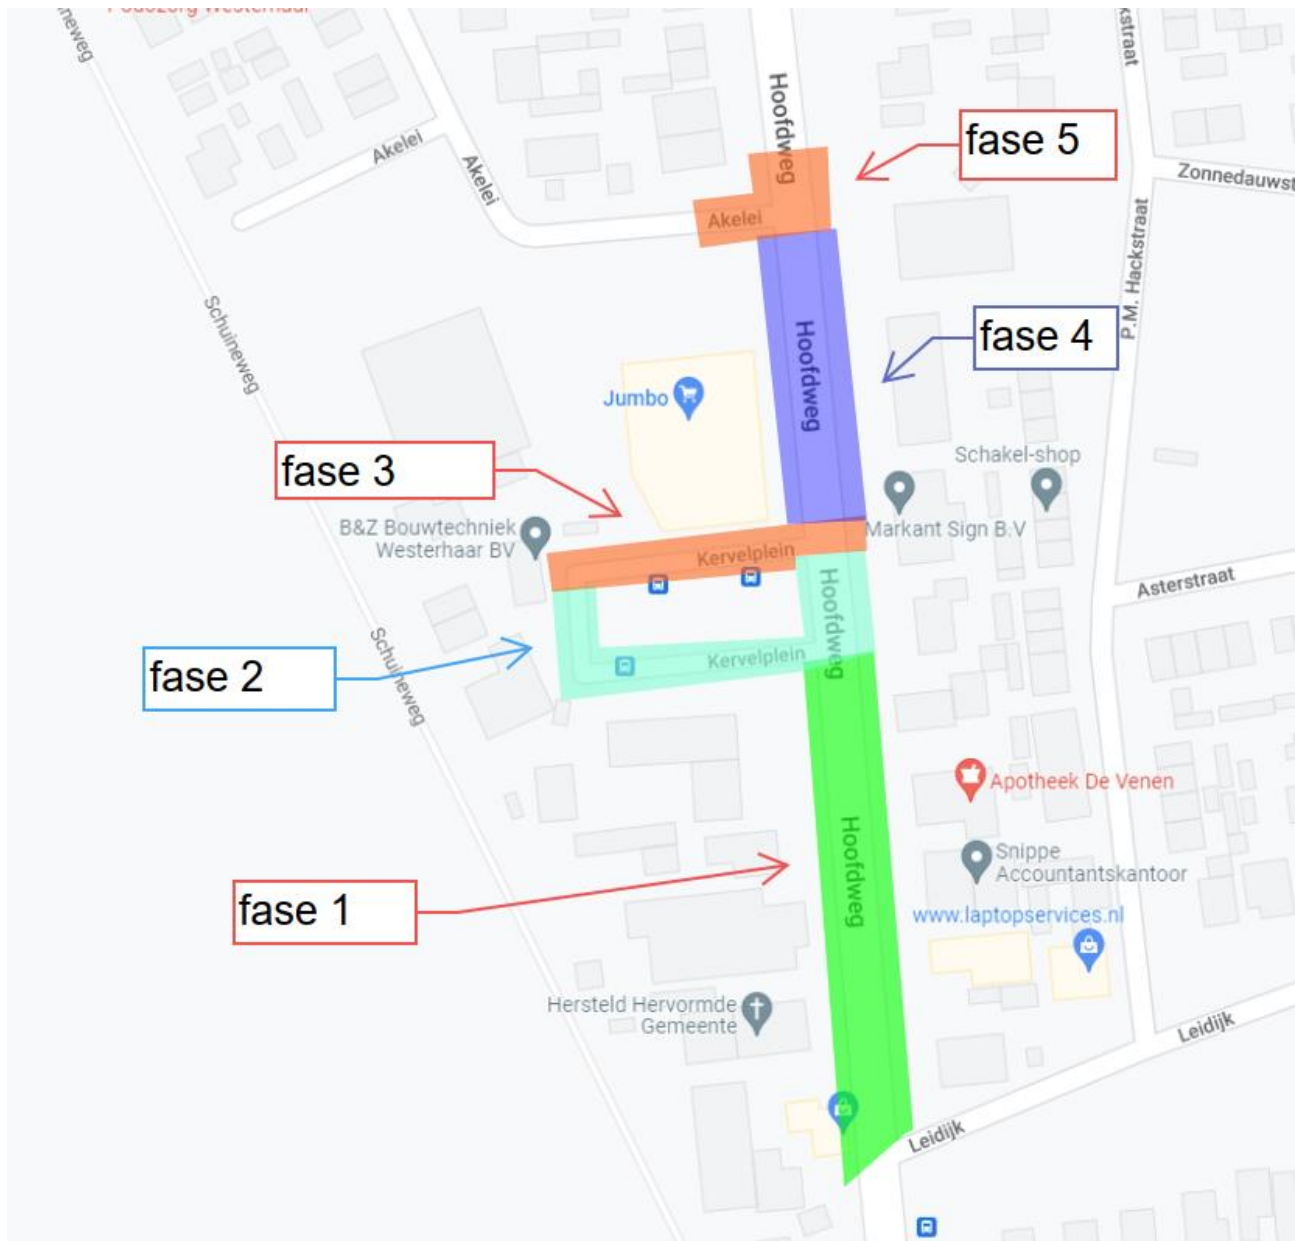 Hoofdweg
fase 5
Akelei
Akelei
Zonnedauwst
Akelei
P.M. Hackstraat
Schuineweg
fase 4
Hoofdweg
Jumbo
fase 3
Schakel-shop
B&Z Bouwtechniek
Westerhaar BV
Markant Sign B.V
Kervelplein
Hoofdweg
Asterstraat
Schuineweg
fase 2
Kervelplein
Apotheek De Venen
Hoofdweg
Snippe
Accountantskantoor
fase 1
www.laptopservices.nl
Hersteld Hervormde
Gemeente
Leidijk
Leidijk